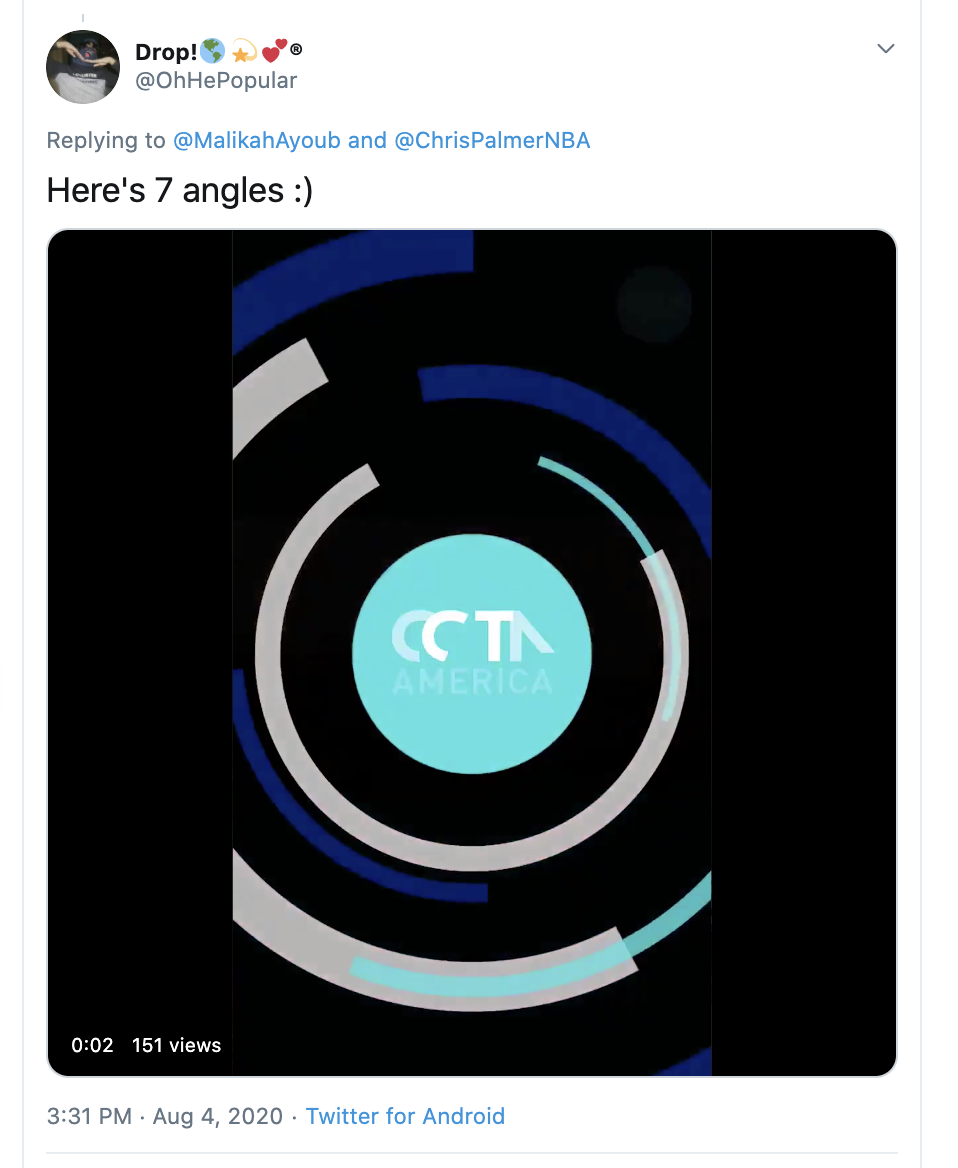 Drop!🌎💫💕®
@OhHePopular
Replying to @MalikahAyoub and @ChrisPalmerNBA
Here's 7 angles :)
AMERICA
0:02 151 views
3:31 PM · Aug 4, 2020 · Twitter for Android